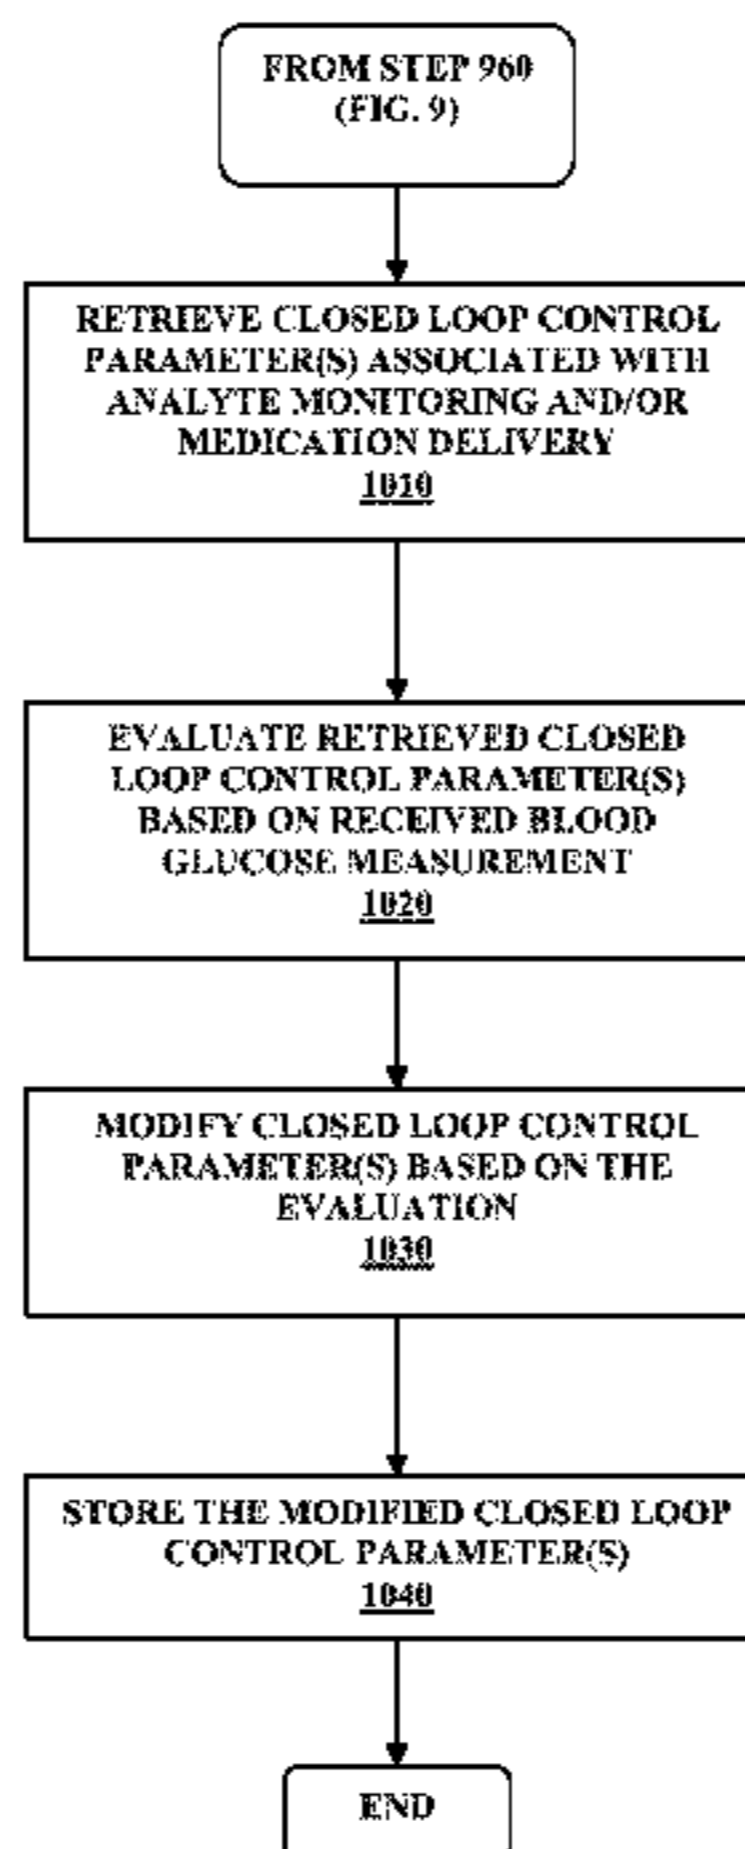 FROM STEP 960
(FIG. 9)
RETRIEVE CLOSED LOOP CONTROL
PARAMETER(S) ASSOCIATED WITH
ANALYTE MONITORING AND/OR
MEDICATION DELIVERY
1010
EVALUATE RETRIEVED CLOSED
LOOP CONTROL PARAMETER(S)
BASED ON RECEIVED BLOOD
GLUCOSE MEASUREMENT
1020
MODIFY CLOSED LOOP CONTROL
PARAMETER(S) BASED ON THE
EVALUATION
1030
STORE THE MODIFIED CLOSED LOOP
CONTROL PARAMETER(S)
1040
END